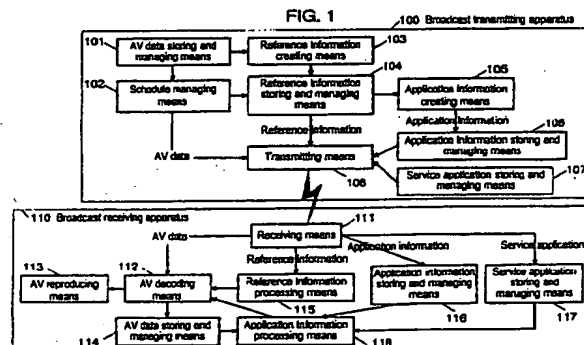 FIG. 1
100 Broadcast transmitting apparatus
101
AV data storing and
managing means
Reference information
creating means
103
102
Schedule managing
means
Reference information
storing and managing
means
104
105
Application information
creating means
Reference information
Application information
106
AV data
Transmitting means
Application information storing
and managing means
107
Service application storing
and managing means
106
110 Broadcast receiving apparatus
Receiving means
111
AV data
Application information
Service application
Reference information
113
112
AV reproducing
means
AV decoding
means
Reference information
processing means
Application information
storing and managing
means
Service application
storing and managing
means
115
116
117
114
AV data storing and
managing means
Application information
processing means
118